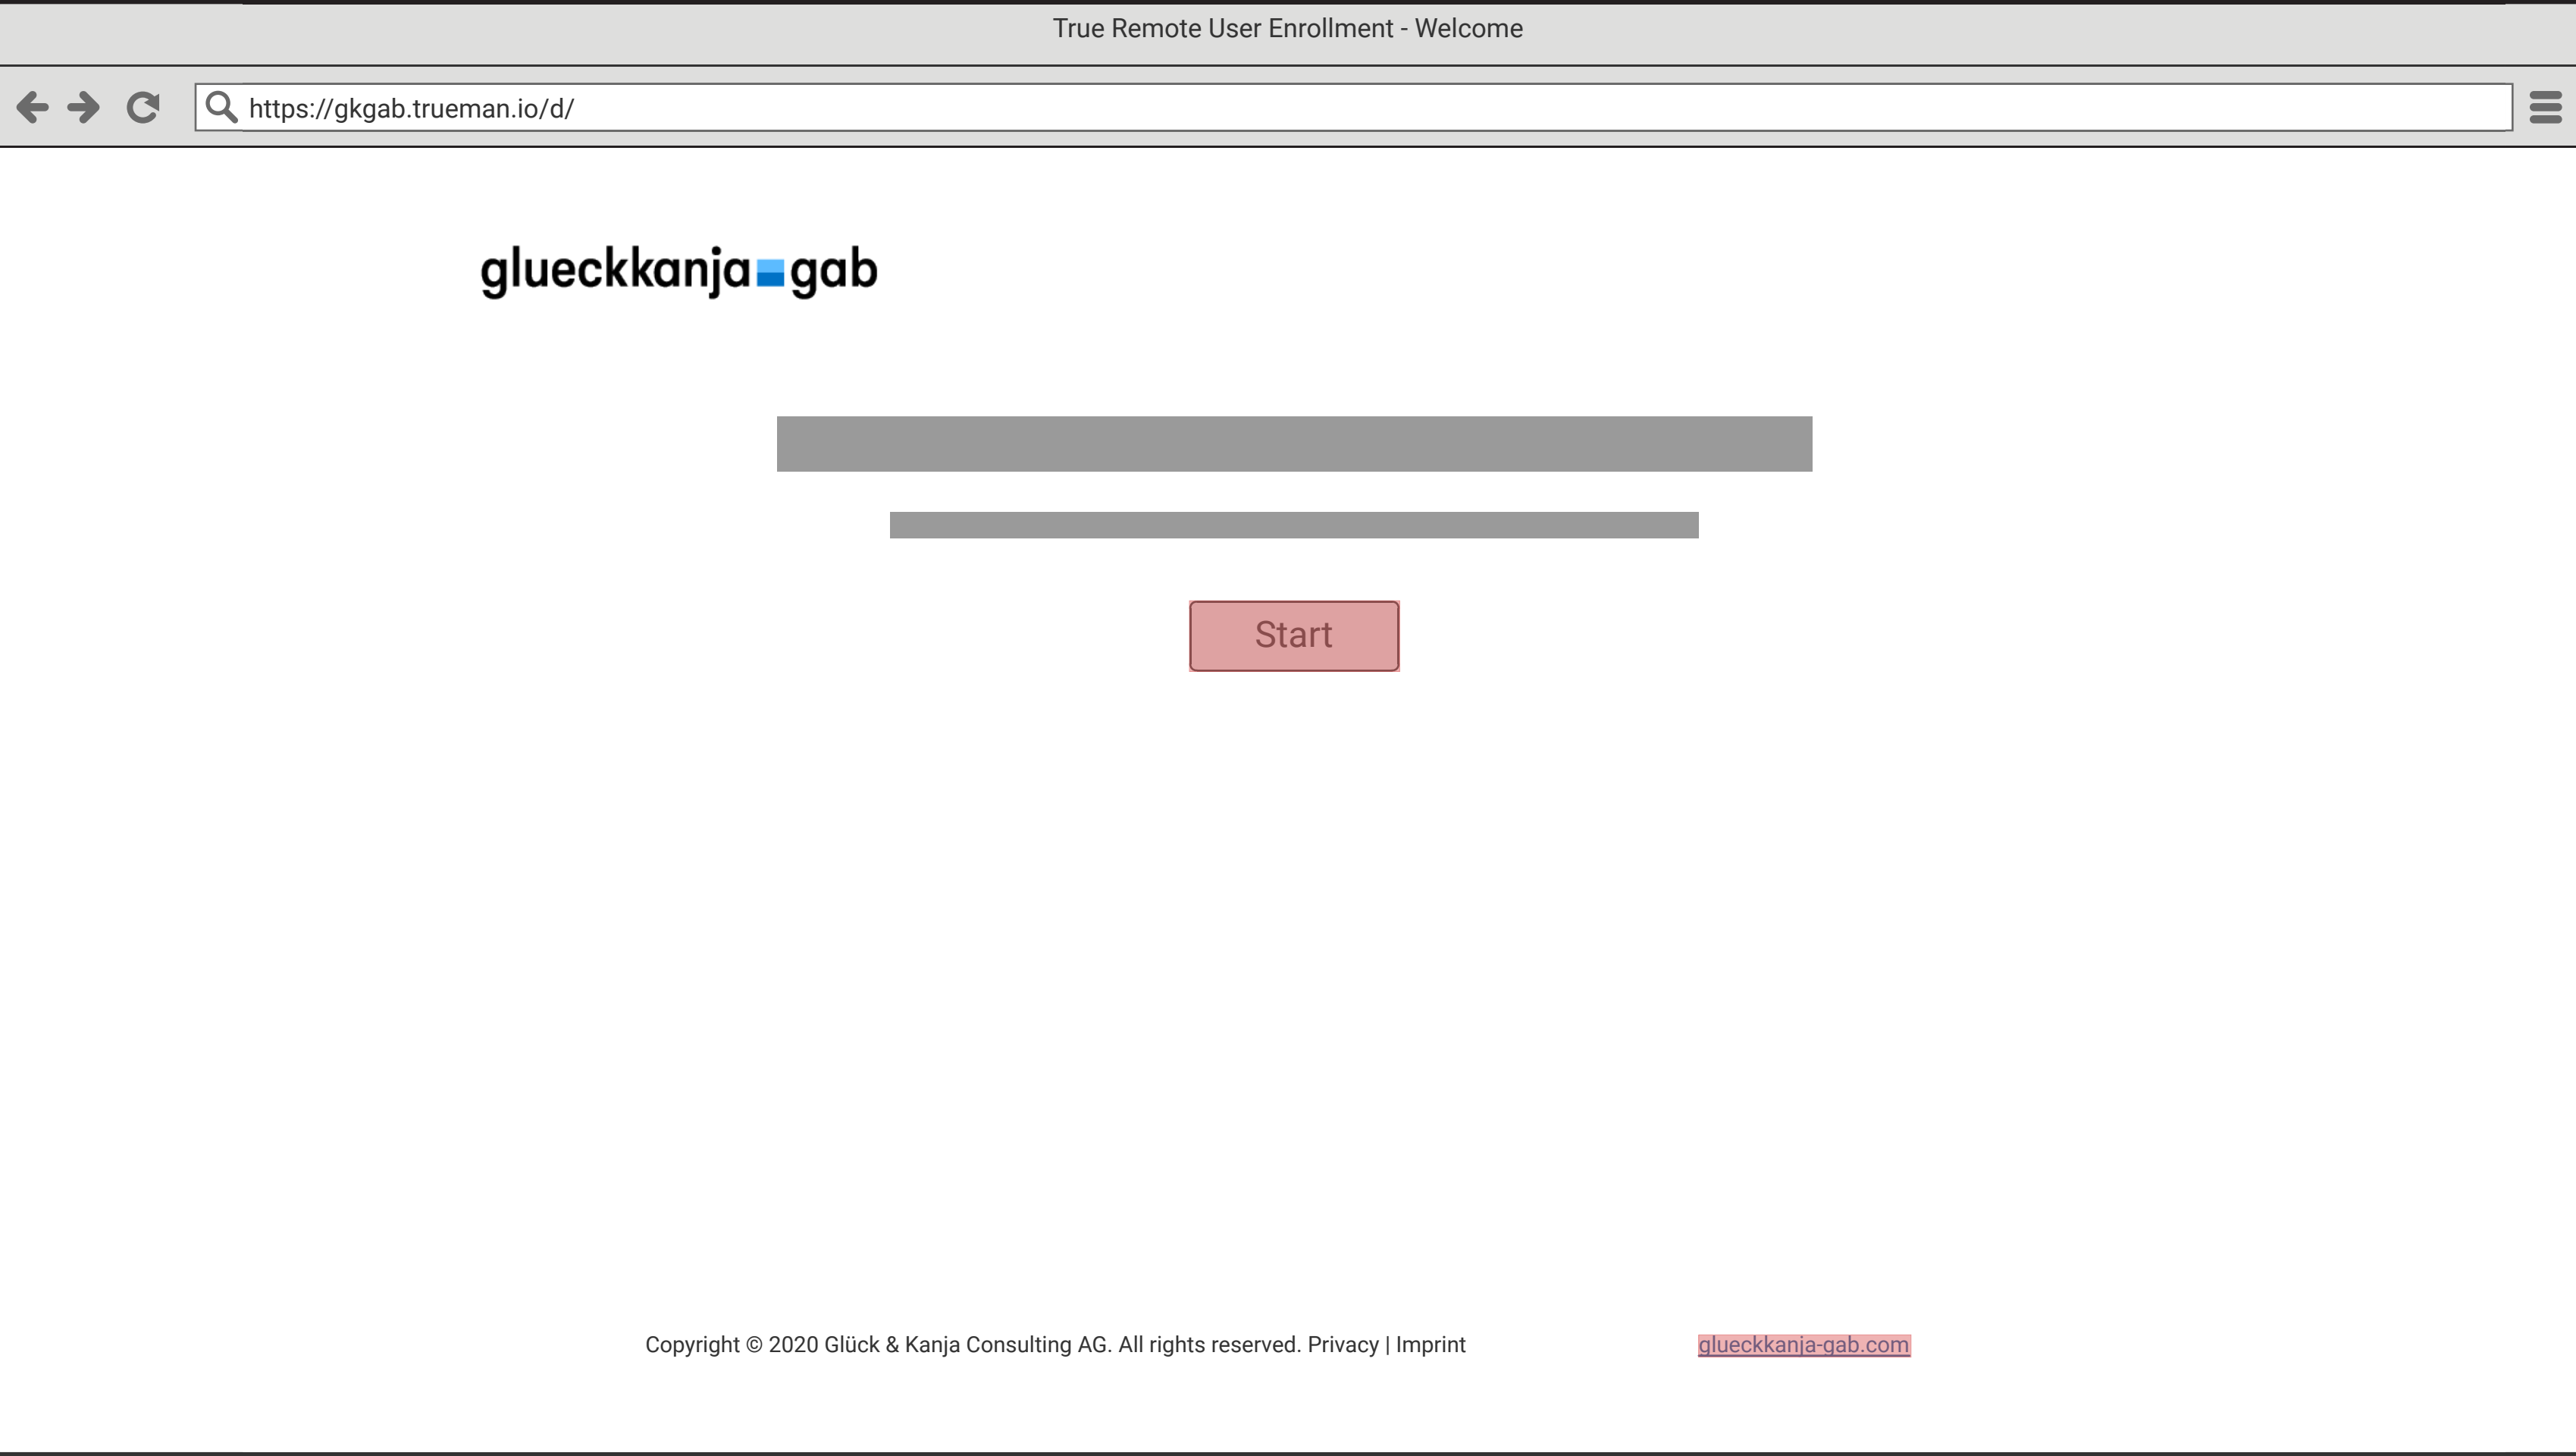 True Remote User Enrollment - Welcome
https://gkgab.trueman.io/d/
glueckkanja gab
Start
Copyright © 2020 Glück & Kanja Consulting AG. All rights reserved. Privacy | Imprint
glueckkanja-gab.com